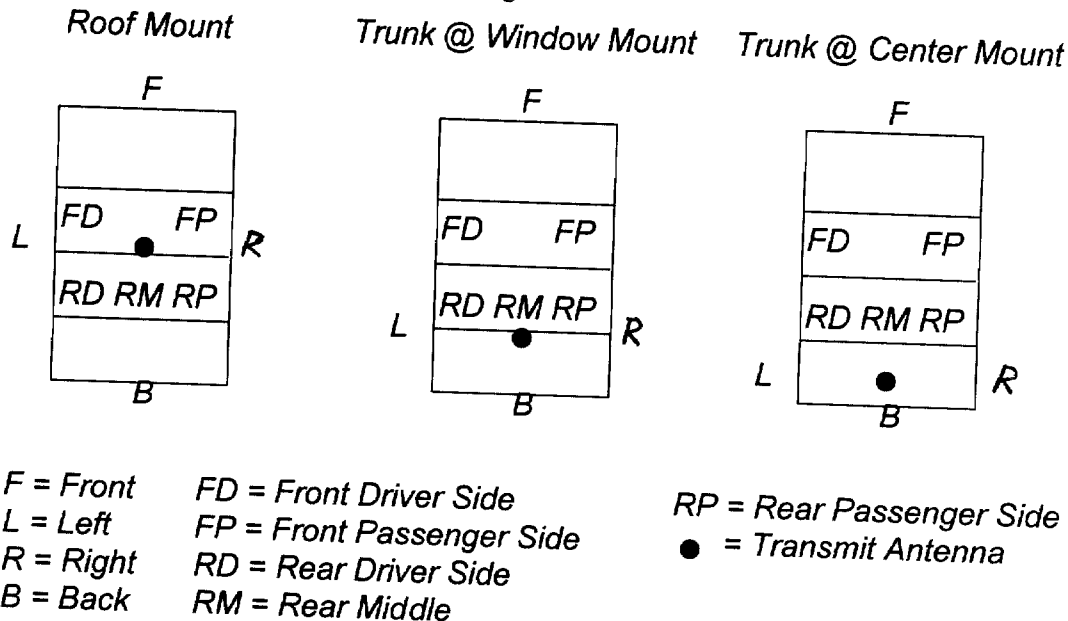 Roof Mount
Trunk @ Window Mount
Trunk @ Center Mount
F
FD FP
L
R
RD RM RP
B
F
FD FP
RD RM RP
L
R
B
F
FD FP
RD RM RP
L
R
B
F = Front
L = Left
R = Right
B = Back
FD = Front Driver Side
FP = Front Passenger Side
RD = Rear Driver Side
RM = Rear Middle
RP = Rear Passenger Side
● = Transmit Antenna